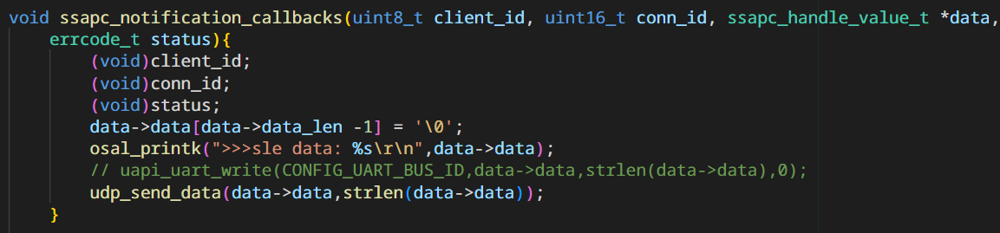 void ssapc_notification_callbacks(uint8_t client_id, uint16_t conn_id, ssapc_handle_value_t *data,
    errcode_t status){
        (void)client_id;
        (void)conn_id;
        (void)status;
        data->data[data->data_len -1] = '\0';
        osal_printk(">>>sle data: %s\r\n",data->data);
        // uapi_uart_write(CONFIG_UART_BUS_ID,data->data,strlen(data->data),0);
        udp_send_data(data->data,strlen(data->data));
    }